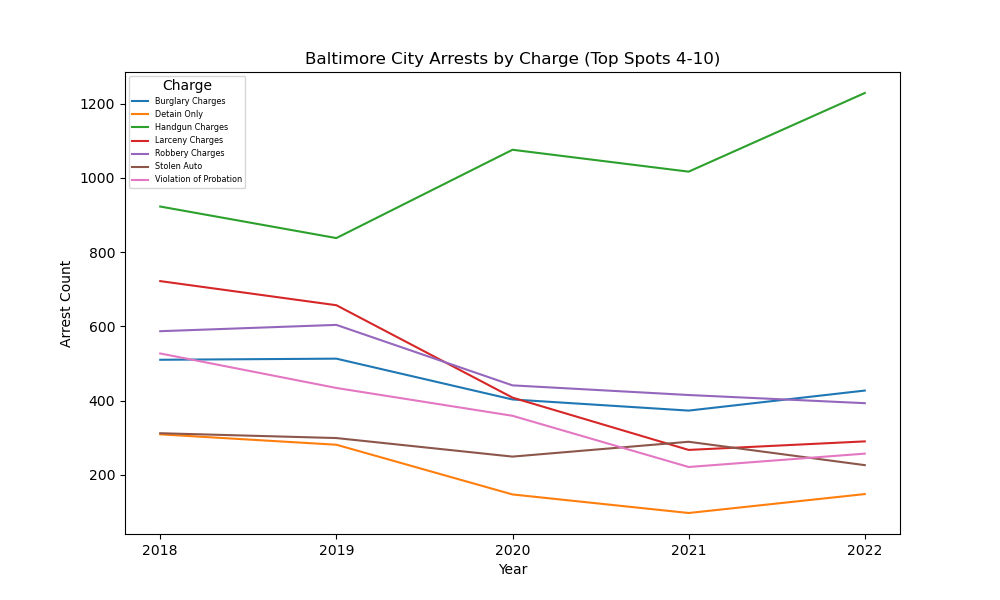 Baltimore City Arrests by Charge (Top Spots 4-10)
Charge
Burglary Charges
Detain Only
Handgun Charges
Larceny Charges
Robbery Charges
Stolen Auto
Violation of Probation
Arrest Count
1200
1000
800
600
400
200
2018 2019 2020 2021 2022
Year